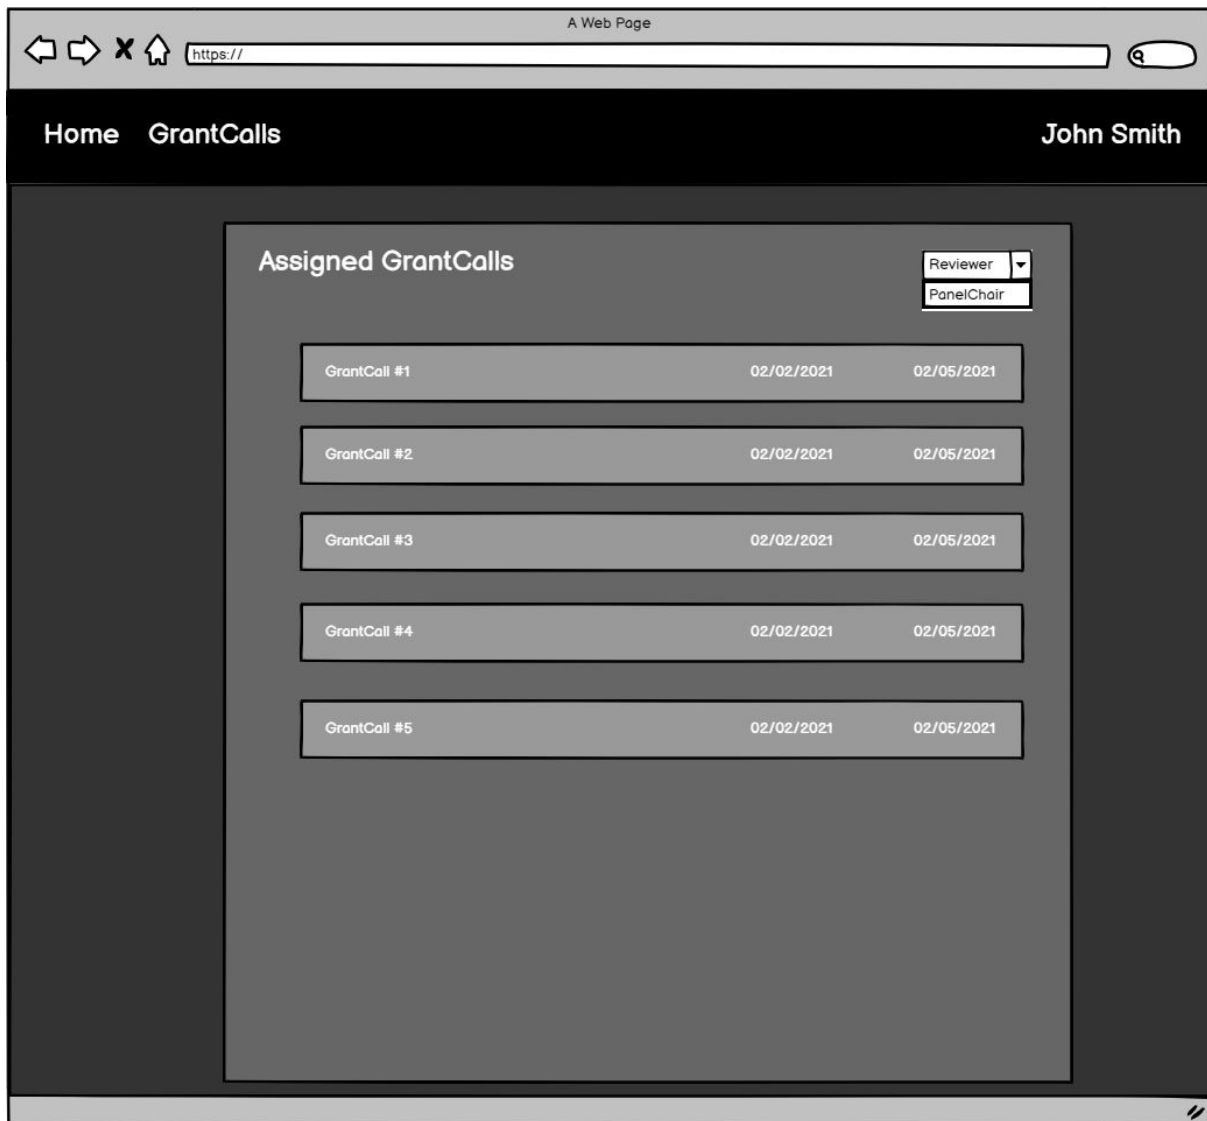 A Web Page
https://
Home GrantCalls John Smith
Assigned GrantCalls
Reviewer
PanelChair
GrantCall #1 02/02/2021 02/05/2021
GrantCall #2 02/02/2021 02/05/2021
GrantCall #3 02/02/2021 02/05/2021
GrantCall #4 02/02/2021 02/05/2021
GrantCall #5 02/02/2021 02/05/2021